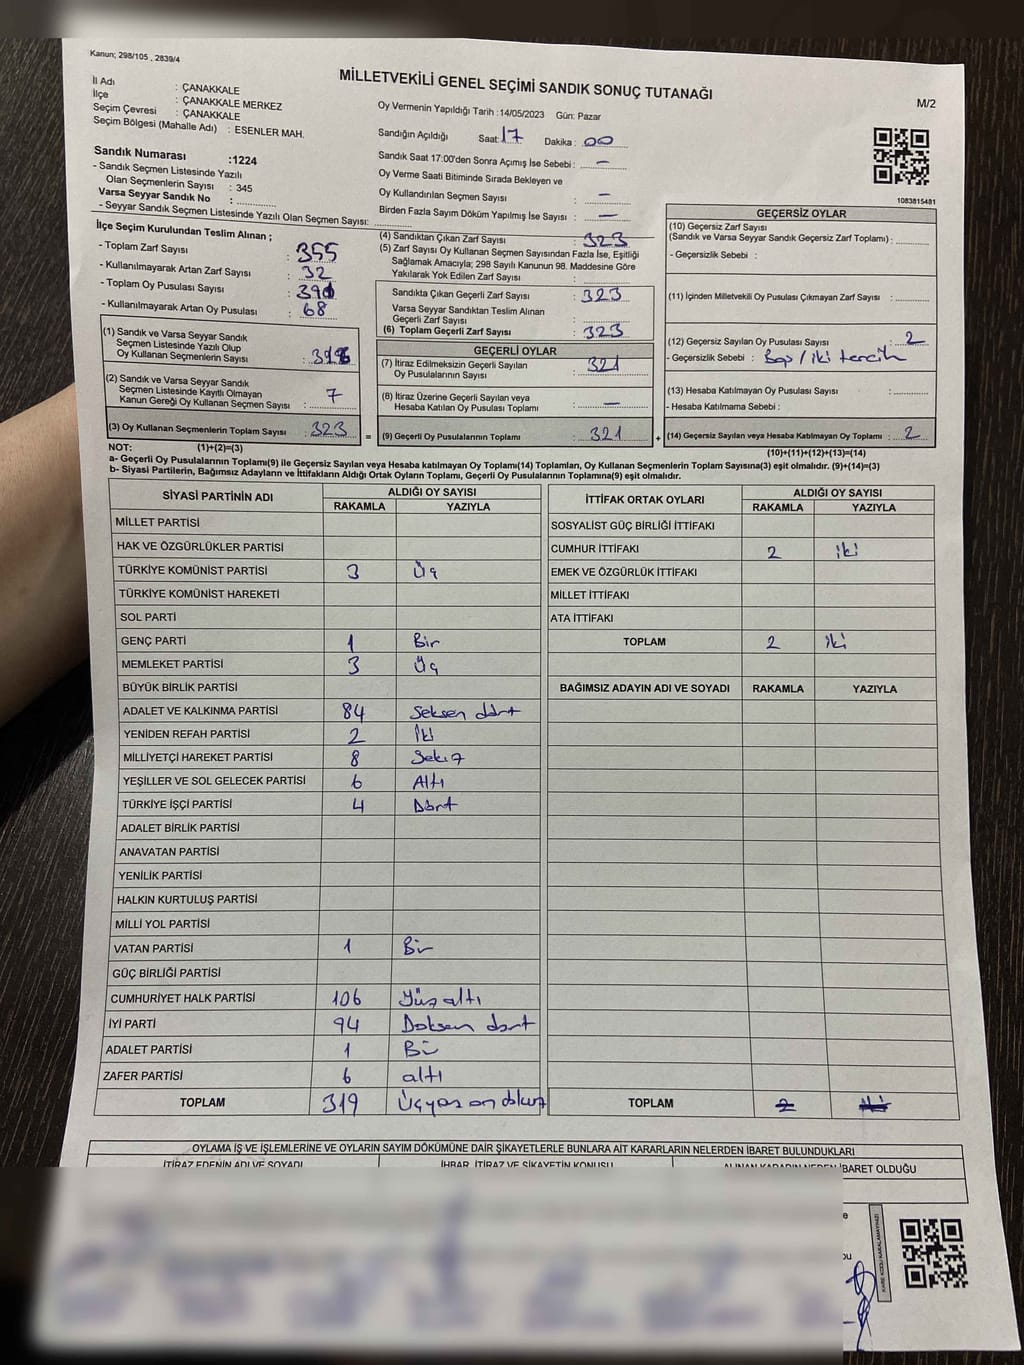 Kanun; 298/105 , 2839/4
MİLLETVEKİLİ GENEL SEÇİMİ SANDIK SONUÇ TUTANAĞI
M/2
İl Adı : ÇANAKKALE
İlçe : ÇANAKKALE MERKEZ
Seçim Çevresi : ÇANAKKALE
Seçim Bölgesi (Mahalle Adı) : ESENLER MAH.
Sandık Numarası :1224
- Sandık Seçmen Listesinde Yazılı
Olan Seçmenlerin Sayısı : 345
Varsa Seyyar Sandık No :
- Seyyar Sandık Seçmen Listesinde Yazılı Olan Seçmen Sayısı:
Oy Vermenin Yapıldığı Tarih :14/05/2023 Gün: Pazar
Sandığın Açıldığı Saat: 17 Dakika : 00
Sandık Saat 17:00'den Sonra Açımış İse Sebebi : —
Oy Verme Saati Bitiminde Sırada Bekleyen ve
Oy Kullandırılan Seçmen Sayısı : —
Birden Fazla Sayım Döküm Yapılmış İse Sayısı : —
1083815481
İlçe Seçim Kurulundan Teslim Alınan ;
- Toplam Zarf Sayısı : 355
- Kullanılmayarak Artan Zarf Sayısı : 32
- Toplam Oy Pusulası Sayısı :
- Kullanılmayarak Artan Oy Pusulası : 68
(1) Sandık ve Varsa Seyyar Sandık
Seçmen Listesinde Yazılı Olup
Oy Kullanan Seçmenlerin Sayısı :
(2) Sandık ve Varsa Seyyar Sandık
Seçmen Listesinde Kayıtlı Olmayan
Kanun Gereği Oy Kullanan Seçmen Sayısı : 7
(3) Oy Kullanan Seçmenlerin Toplam Sayısı : 323 =
(4) Sandıktan Çıkan Zarf Sayısı : 323
(5) Zarf Sayısı Oy Kullanan Seçmen Sayısından Fazla İse, Eşitliği
Sağlamak Amacıyla; 298 Sayılı Kanunun 98. Maddesine Göre
Yakılarak Yok Edilen Zarf Sayısı :
Sandıkta Çıkan Geçerli Zarf Sayısı : 323
Varsa Seyyar Sandıktan Teslim Alınan
Geçerli Zarf Sayısı :
(6) Toplam Geçerli Zarf Sayısı : 323
GEÇERLİ OYLAR
(7) İtiraz Edilmeksizin Geçerli Sayılan
Oy Pusulalarının Sayısı : 321
(8) İtiraz Üzerine Geçerli Sayılan veya
Hesaba Katılan Oy Pusulası Toplamı : —
(9) Geçerli Oy Pusulalarının Toplamı : 321 +
GEÇERSİZ OYLAR
(10) Geçersiz Zarf Sayısı
(Sandık ve Varsa Seyyar Sandık Geçersiz Zarf Toplamı) :
- Geçersizlik Sebebi :
(11) İçinden Milletvekili Oy Pusulası Çıkmayan Zarf Sayısı :
(12) Geçersiz Sayılan Oy Pusulası Sayısı : 2
- Geçersizlik Sebebi : Boş / iki tercih
(13) Hesaba Katılmayan Oy Pusulası Sayısı :
- Hesaba Katılmama Sebebi :
(14) Geçersiz Sayılan veya Hesaba Katılmayan Oy Toplamı : 2
NOT: (1)+(2)=(3)
(10)+(11)+(12)+(13)=(14)
a- Geçerli Oy Pusulalarının Toplamı(9) ile Geçersiz Sayılan veya Hesaba katılmayan Oy Toplamı(14) Toplamları, Oy Kullanan Seçmenlerin Toplam Sayısına(3) eşit olmalıdır. (9)+(14)=(3)
b- Siyasi Partilerin, Bağımsız Adayların ve İttifakların Aldığı Ortak Oyların Toplamı, Geçerli Oy Pusulalarının Toplamına(9) eşit olmalıdır.
SİYASİ PARTİNİN ADI ALDIĞI OY SAYISI
RAKAMLA YAZIYLA
MİLLET PARTİSİ
HAK VE ÖZGÜRLÜKLER PARTİSİ
TÜRKİYE KOMÜNİST PARTİSİ 3 Üç
TÜRKİYE KOMÜNİST HAREKETİ
SOL PARTİ
GENÇ PARTİ 1 Bir
MEMLEKET PARTİSİ 3 Üç
BÜYÜK BİRLİK PARTİSİ
ADALET VE KALKINMA PARTİSİ 84 Seksen dört
YENİDEN REFAH PARTİSİ 2 İki
MİLLİYETÇİ HAREKET PARTİSİ 8 Sekiz
YEŞİLLER VE SOL GELECEK PARTİSİ 6 Altı
TÜRKİYE İŞÇİ PARTİSİ 4 Dört
ADALET BİRLİK PARTİSİ
ANAVATAN PARTİSİ
YENİLİK PARTİSİ
HALKIN KURTULUŞ PARTİSİ
MİLLİ YOL PARTİSİ
VATAN PARTİSİ 1 Bir
GÜÇ BİRLİĞİ PARTİSİ
CUMHURİYET HALK PARTİSİ 106 Yüz altı
İYİ PARTİ 94 Doksan dört
ADALET PARTİSİ 1 Bir
ZAFER PARTİSİ 6 altı
TOPLAM 319 Üçyüz on dokuz
İTTİFAK ORTAK OYLARI ALDIĞI OY SAYISI
RAKAMLA YAZIYLA
SOSYALİST GÜÇ BİRLİĞİ İTTİFAKI
CUMHUR İTTİFAKI 2 iki
EMEK VE ÖZGÜRLÜK İTTİFAKI
MİLLET İTTİFAKI
ATA İTTİFAKI
TOPLAM 2 iki
BAĞIMSIZ ADAYIN ADI VE SOYADI RAKAMLA YAZIYLA
TOPLAM 2 iki
OYLAMA İŞ VE İŞLEMLERİNE VE OYLARIN SAYIM DÖKÜMÜNE DAİR ŞİKAYETLERLE BUNLARA AİT KARARLARIN NELERDEN İBARET BULUNDUKLARI
İTİRAZ EDENİN ADI VE SOYADI İHBAR, İTİRAZ VE ŞİKAYETİN KONUSU ALINAN KARARIN NEDEN İBARET OLDUĞU
KARE KODU KARALAMAYINIZ!